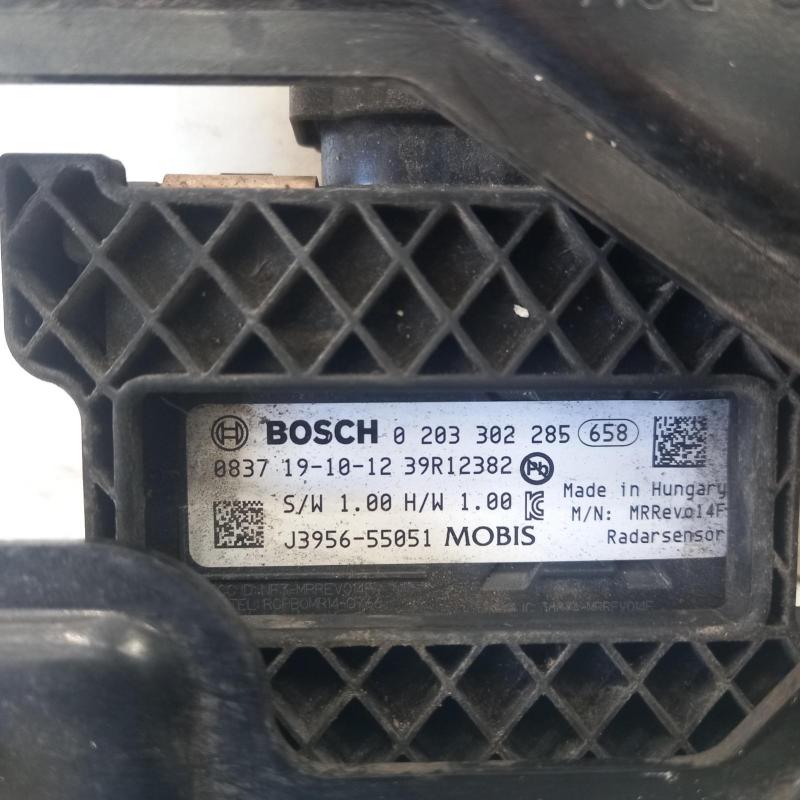 BOSCH 0 203 302 285 658
0837 19-10-12 39R12382 Pb
S/W 1.00 H/W 1.00
Made in Hungary
M/N: MRRevo14F
J3956-55051 MOBIS
Radarsensor